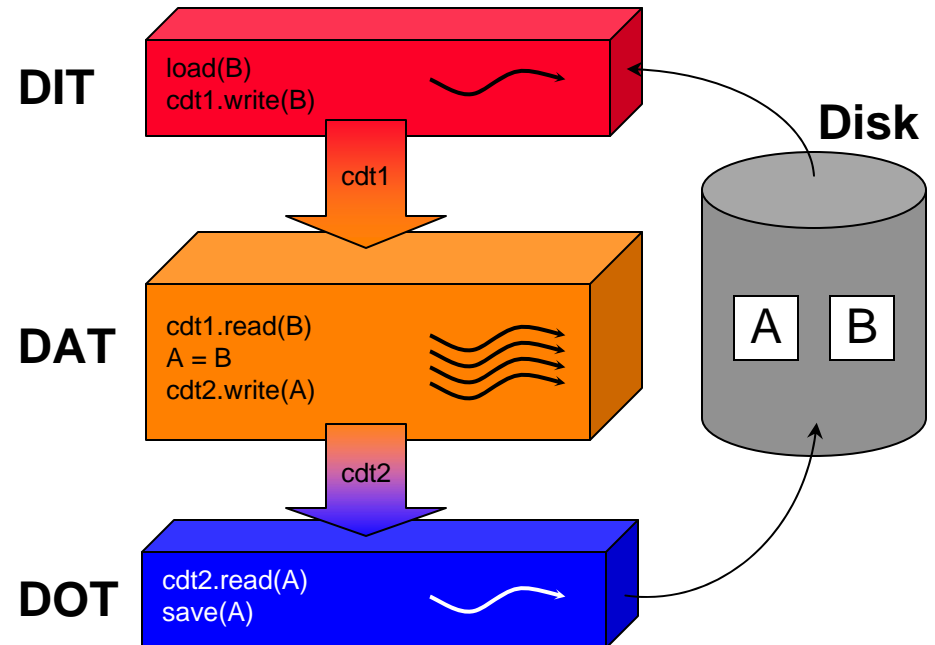 DIT
load(B)
cdt1.write(B)
Disk
cdt1
DAT
cdt1.read(B)
A = B
cdt2.write(A)
A
B
cdt2
DOT
cdt2.read(A)
save(A)